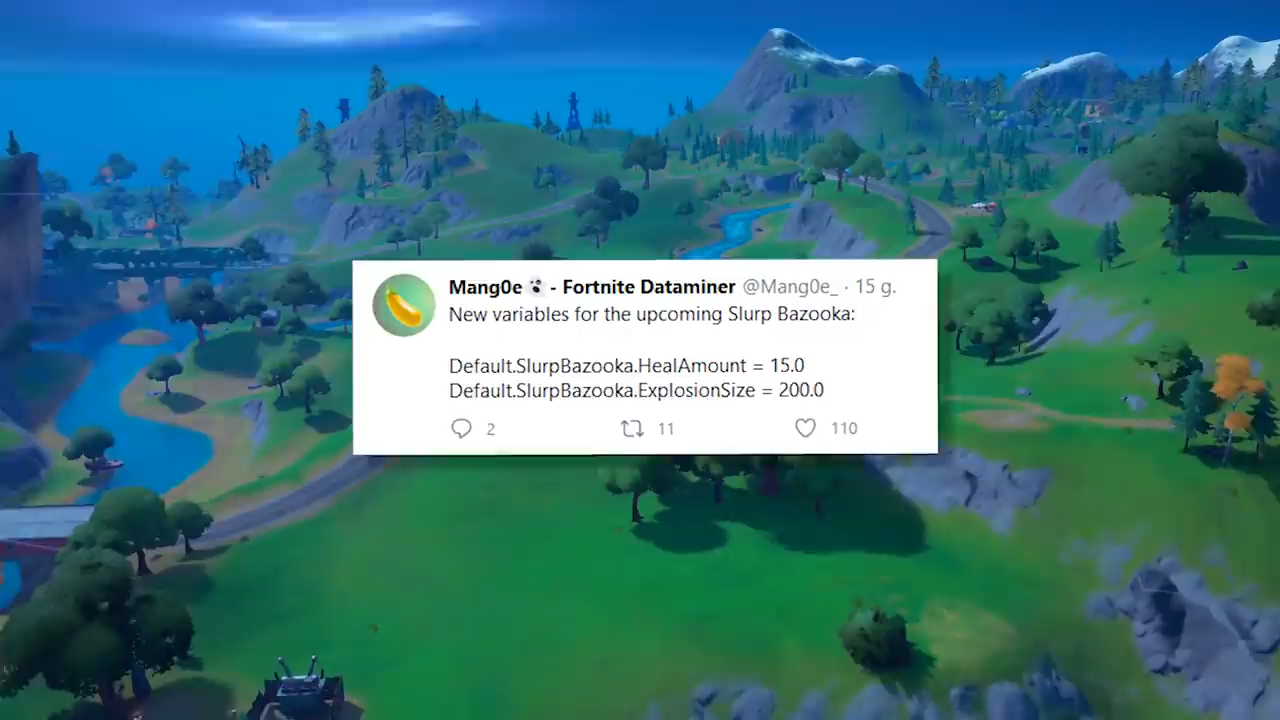 Mang0e - Fortnite Dataminer @Mang0e_ · 15 g.
New variables for the upcoming Slurp Bazooka:
Default.SlurpBazooka.HealAmount = 15.0
Default.SlurpBazooka.ExplosionSize = 200.0
2 11 110